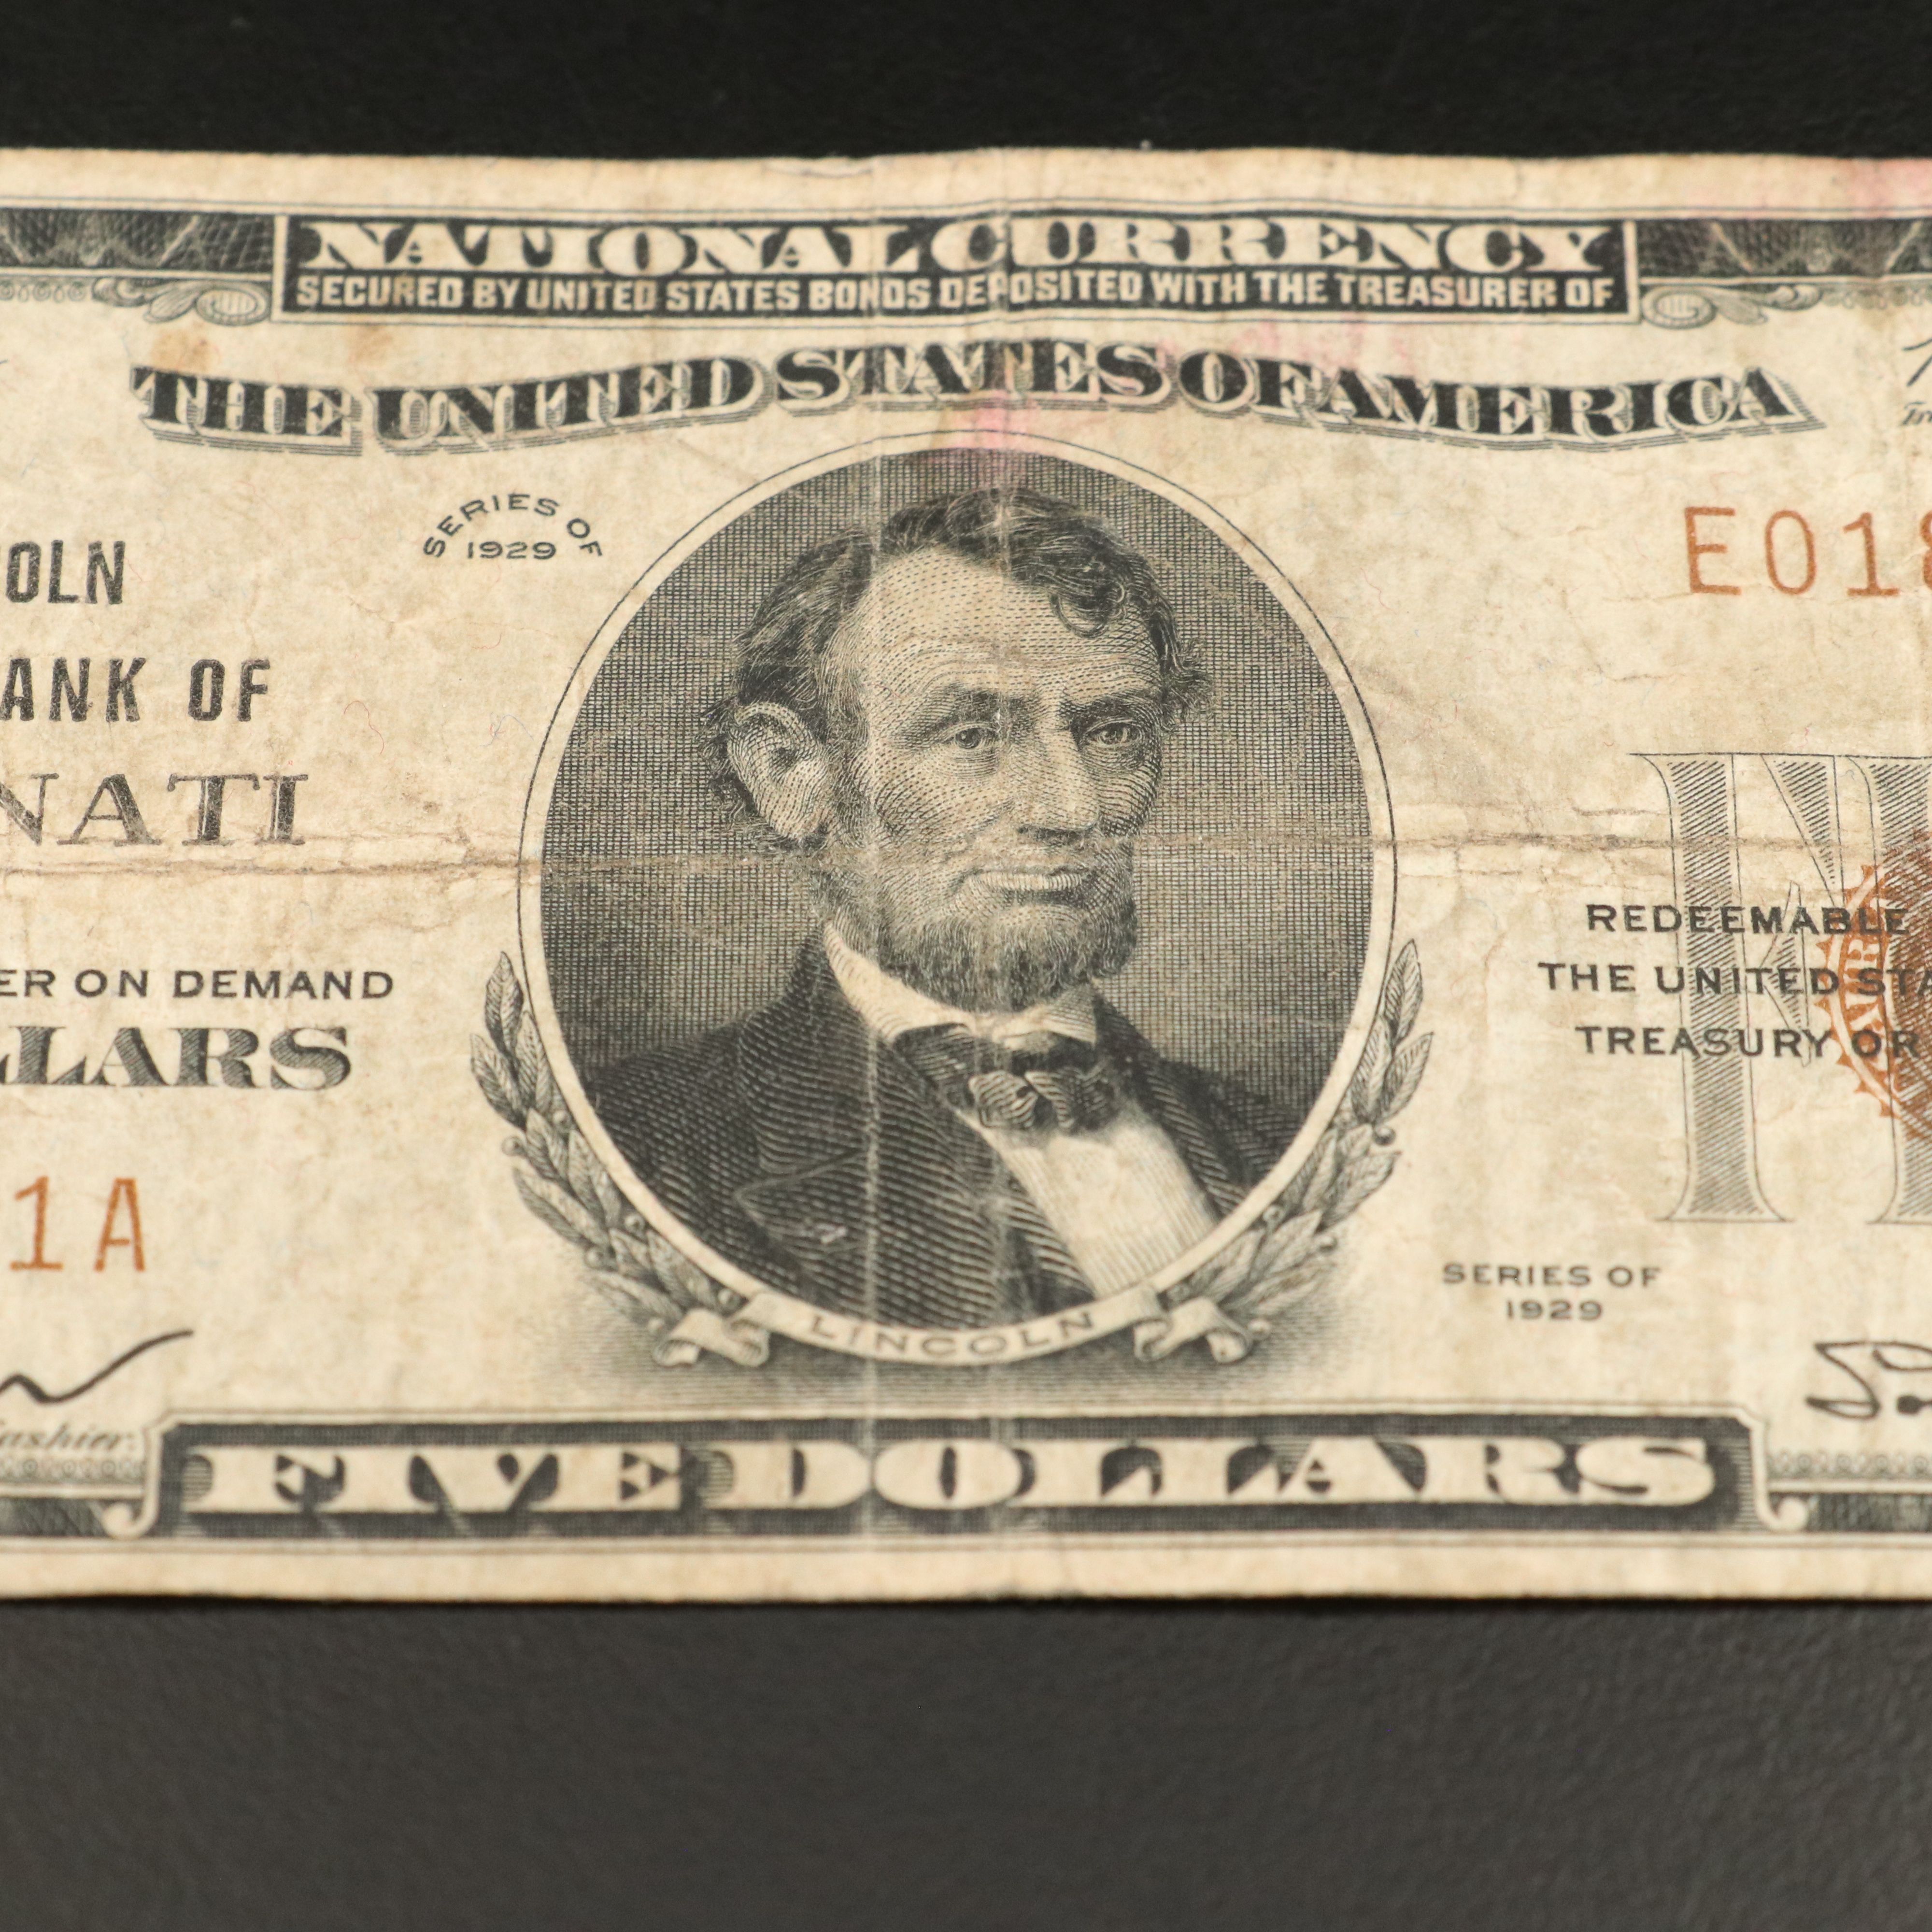 NATIONAL CURRENCY
SECURED BY UNITED STATES BONDS DEPOSITED WITH THE TREASURER OF
THE UNITED STATES OF AMERICA
SERIES OF
1929
E018
OLN
ANK OF
NATI
REDEEMABLE
THE UNITED STA
TREASURY OR
ER ON DEMAND
LLARS
1A
SERIES OF
1929
LINCOLN
ashier.
FIVE DOLLARS